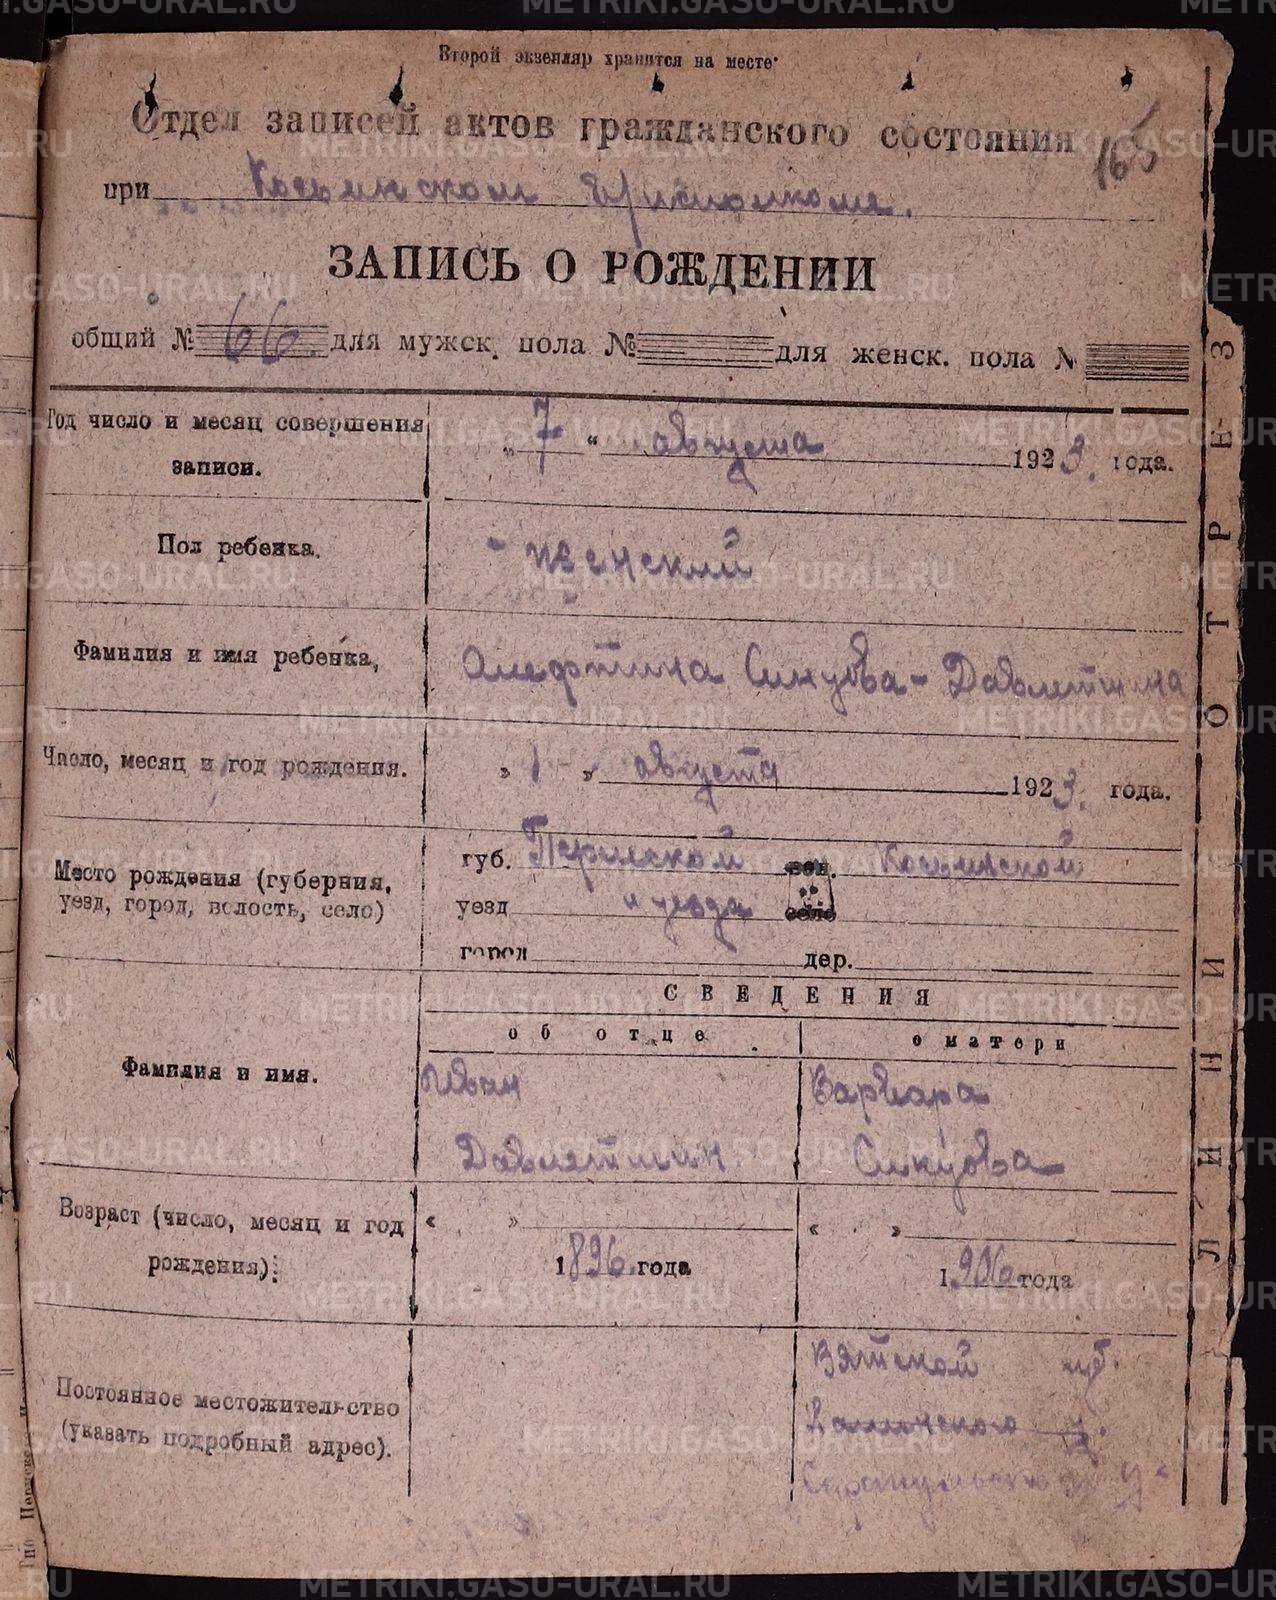 Второй экземпляр хранится на месте·
Отдел записей актов гражданского состояния
165
при Косьинском Врисполкоме.
ЗАПИСЬ О РОЖДЕНИИ
общий № 66. для мужск. пола № для женск. пола №
Год число и месяц совершения записи.
„ 7 “ августа 1923. года.
Пол ребенка.
- женский
Фамилия и имя ребенка,
Алефтина Синцова - Давлетшина
Число, месяц и год рождения.
„ 1 „ августа 1923. года.
Место рождения (губерния, уезд, город, волость, село)
губ. Пермской вол. Косьинской
уезд и уезда село
город дер.
СВЕДЕНИЯ
об отце о матери
Фамилия и имя.
Иван Варвара
Давлетшин. Синцова
Возраст (число, месяц и год рождения):
« » « »
1896. года 1906 года
Постоянное местожительство (указать подробный адрес).
Вятской губ.
у.
ЛИНИЯ ОТРЕЗ
METRIKI.GASO-URAL.RU